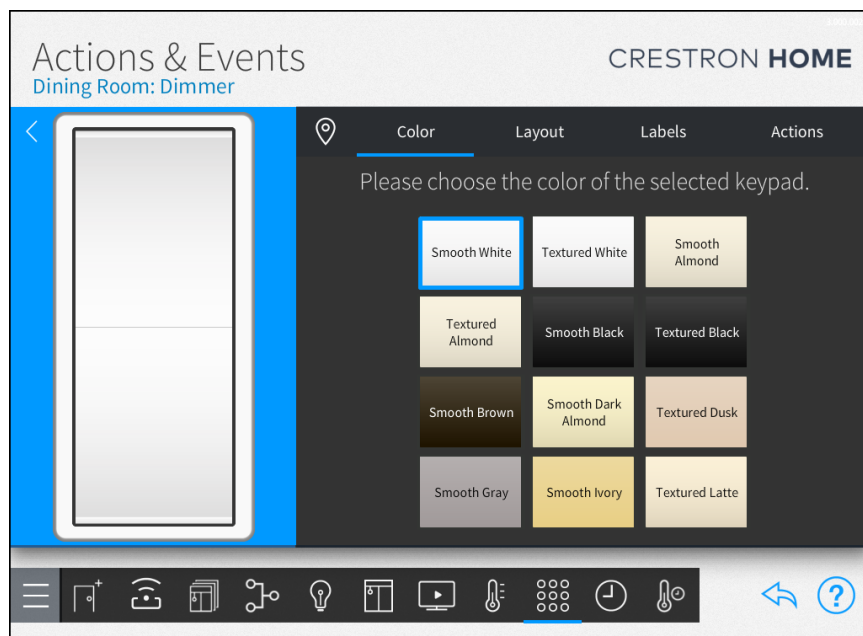 Actions & Events
CRESTRON HOME
Dining Room: Dimmer
Color
Layout
Labels
Actions
Please choose the color of the selected keypad.
Smooth White
Textured White
Smooth
Almond
Textured
Almond
Smooth Black
Textured Black
Smooth Brown
Smooth Dark
Almond
Textured Dusk
Smooth Gray
Smooth Ivory
Textured Latte
?